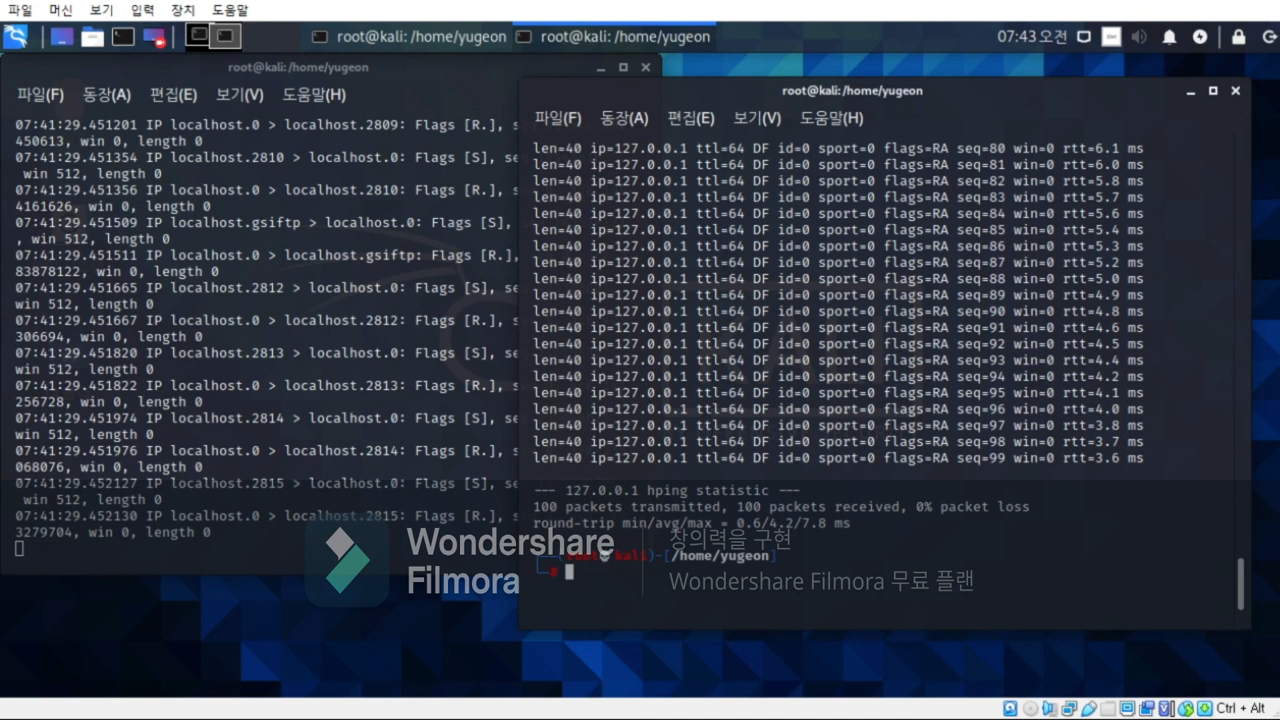 파일 머신 보기 입력 장치 도움말
root@kali: /home/yugeon
root@kali: /home/yugeon
07:43 오전
root@kali: /home/yugeon
파일(F) 동장(A) 편집(E) 보기(V) 도움말(H)
07:41:29.451201 IP localhost.0 > localhost.2809: Flags [R.], s
450613, win 0, length 0
07:41:29.451354 IP localhost.2810 > localhost.0: Flags [S], se
win 512, length 0
07:41:29.451356 IP localhost.0 > localhost.2810: Flags [R.], s
4161626, win 0, length 0
07:41:29.451509 IP localhost.gsiftp > localhost.0: Flags [S],
, win 512, length 0
07:41:29.451511 IP localhost.0 > localhost.gsiftp: Flags [R.],
83878122, win 0, length 0
07:41:29.451665 IP localhost.2812 > localhost.0: Flags [S], se
win 512, length 0
07:41:29.451667 IP localhost.0 > localhost.2812: Flags [R.], s
306694, win 0, length 0
07:41:29.451820 IP localhost.2813 > localhost.0: Flags [S], se
win 512, length 0
07:41:29.451822 IP localhost.0 > localhost.2813: Flags [R.], s
256728, win 0, length 0
07:41:29.451974 IP localhost.2814 > localhost.0: Flags [S], se
win 512, length 0
07:41:29.451976 IP localhost.0 > localhost.2814: Flags [R.], s
068076, win 0, length 0
07:41:29.452127 IP localhost.2815 > localhost.0: Flags [S], se
win 512, length 0
07:41:29.452130 IP localhost.0 > localhost.2815: Flags [R.], s
3279704, win 0, length 0
root@kali: /home/yugeon
파일(F) 동장(A) 편집(E) 보기(V) 도움말(H)
len=40 ip=127.0.0.1 ttl=64 DF id=0 sport=0 flags=RA seq=80 win=0 rtt=6.1 ms
len=40 ip=127.0.0.1 ttl=64 DF id=0 sport=0 flags=RA seq=81 win=0 rtt=6.0 ms
len=40 ip=127.0.0.1 ttl=64 DF id=0 sport=0 flags=RA seq=82 win=0 rtt=5.8 ms
len=40 ip=127.0.0.1 ttl=64 DF id=0 sport=0 flags=RA seq=83 win=0 rtt=5.7 ms
len=40 ip=127.0.0.1 ttl=64 DF id=0 sport=0 flags=RA seq=84 win=0 rtt=5.6 ms
len=40 ip=127.0.0.1 ttl=64 DF id=0 sport=0 flags=RA seq=85 win=0 rtt=5.4 ms
len=40 ip=127.0.0.1 ttl=64 DF id=0 sport=0 flags=RA seq=86 win=0 rtt=5.3 ms
len=40 ip=127.0.0.1 ttl=64 DF id=0 sport=0 flags=RA seq=87 win=0 rtt=5.2 ms
len=40 ip=127.0.0.1 ttl=64 DF id=0 sport=0 flags=RA seq=88 win=0 rtt=5.0 ms
len=40 ip=127.0.0.1 ttl=64 DF id=0 sport=0 flags=RA seq=89 win=0 rtt=4.9 ms
len=40 ip=127.0.0.1 ttl=64 DF id=0 sport=0 flags=RA seq=90 win=0 rtt=4.8 ms
len=40 ip=127.0.0.1 ttl=64 DF id=0 sport=0 flags=RA seq=91 win=0 rtt=4.6 ms
len=40 ip=127.0.0.1 ttl=64 DF id=0 sport=0 flags=RA seq=92 win=0 rtt=4.5 ms
len=40 ip=127.0.0.1 ttl=64 DF id=0 sport=0 flags=RA seq=93 win=0 rtt=4.4 ms
len=40 ip=127.0.0.1 ttl=64 DF id=0 sport=0 flags=RA seq=94 win=0 rtt=4.2 ms
len=40 ip=127.0.0.1 ttl=64 DF id=0 sport=0 flags=RA seq=95 win=0 rtt=4.1 ms
len=40 ip=127.0.0.1 ttl=64 DF id=0 sport=0 flags=RA seq=96 win=0 rtt=4.0 ms
len=40 ip=127.0.0.1 ttl=64 DF id=0 sport=0 flags=RA seq=97 win=0 rtt=3.8 ms
len=40 ip=127.0.0.1 ttl=64 DF id=0 sport=0 flags=RA seq=98 win=0 rtt=3.7 ms
len=40 ip=127.0.0.1 ttl=64 DF id=0 sport=0 flags=RA seq=99 win=0 rtt=3.6 ms
--- 127.0.0.1 hping statistic ---
100 packets transmitted, 100 packets received, 0% packet loss
round-trip min/avg/max = 0.6/4.2/7.8 ms
kali)-[/home/yugeon]
#
Wondershare
Filmora
창의력을 구현
Wondershare Filmora 무료 플랜
Ctrl + Alt